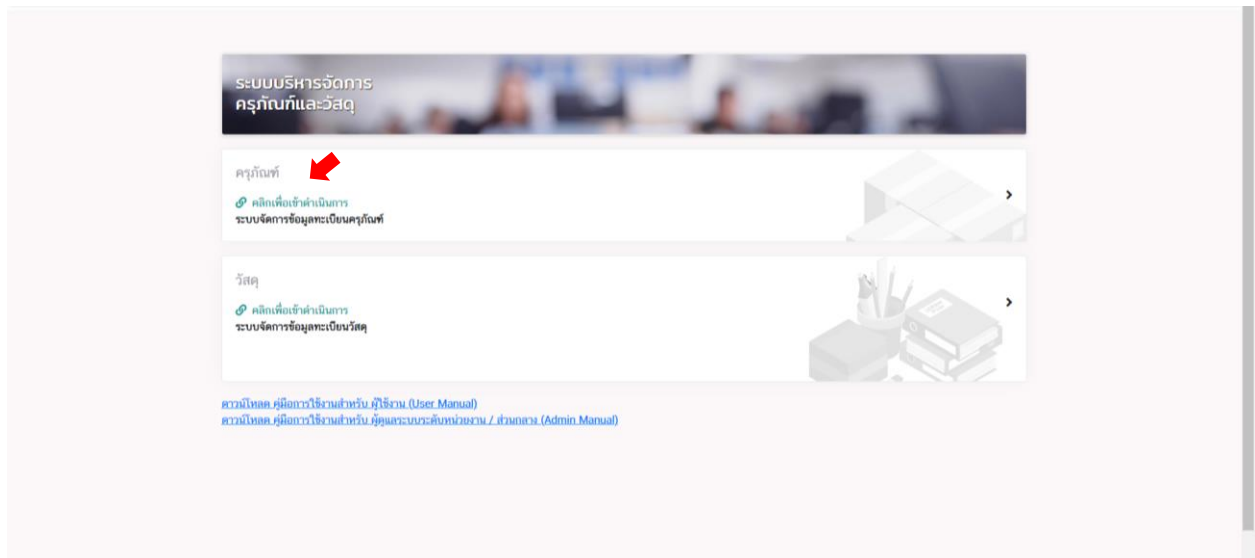 ระบบบริหารจัดการ
ครุภัณฑ์และวัสดุ
ครุภัณฑ์
คลิกเพื่อเข้าดำเนินการ
ระบบจัดการข้อมูลทะเบียนครุภัณฑ์
วัสดุ
คลิกเพื่อเข้าดำเนินการ
ระบบจัดการข้อมูลทะเบียนวัสดุ
ดาวน์โหลด คู่มือการใช้งานสำหรับ ผู้ใช้งาน (User Manual)
ดาวน์โหลด คู่มือการใช้งานสำหรับ ผู้ดูแลระบบระดับหน่วยงาน / ส่วนกลาง (Admin Manual)